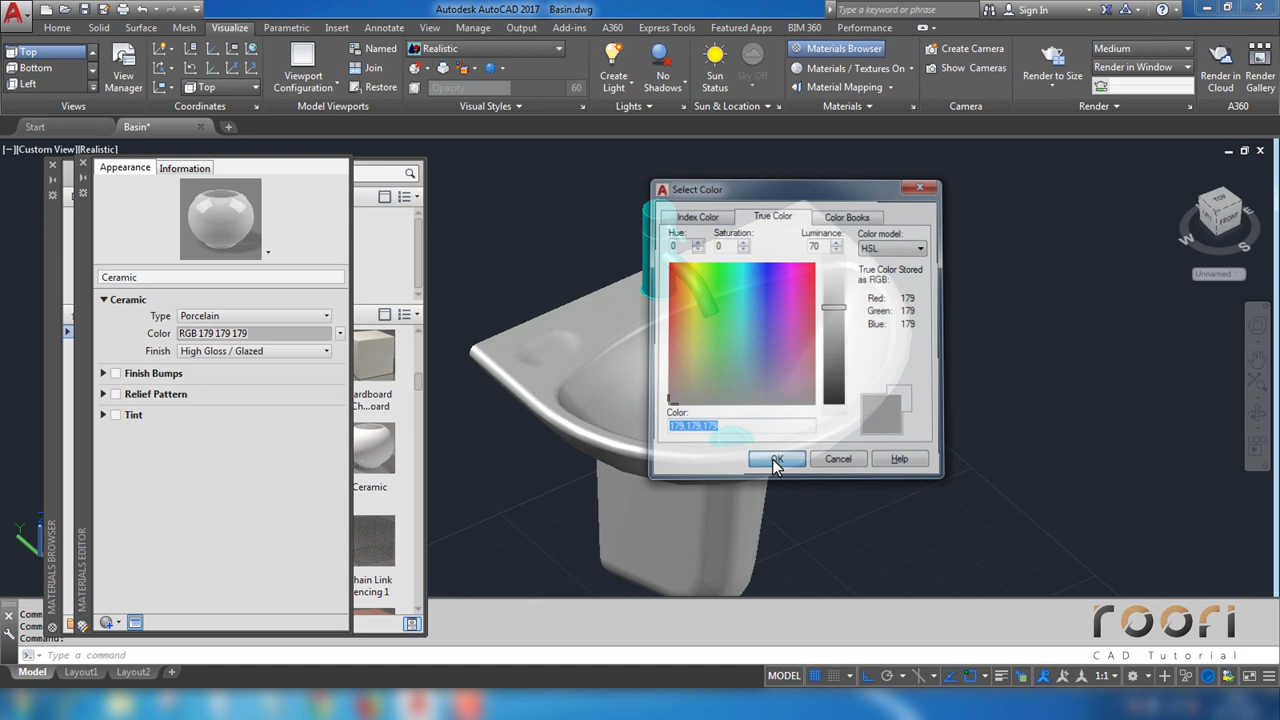 Autodesk AutoCAD 2017 Basin.dwg
Type a keyword or phrase
Sign In
Home Solid Surface Mesh Visualize Parametric Insert Annotate View Manage Output Add-ins A360 Express Tools Featured Apps BIM 360 Performance
Top
Bottom
Left
View Manager
Views
Top
Coordinates
Viewport Configuration
Named
Join
Restore
Model Viewports
Realistic
Opacity 60
Visual Styles
Create Light
No Shadows
Lights
Sun Status
Sky Off
Sun & Location
Materials Browser
Materials / Textures On
Material Mapping
Materials
Create Camera
Show Cameras
Camera
Render to Size
Medium
Render in Window
Render
Render in Cloud
Render Gallery
A360
Start
Basin*
[−][Custom View][Realistic]
Appearance Information
Ceramic
Ceramic
Type Porcelain
Color RGB 179 179 179
Finish High Gloss / Glazed
Finish Bumps
Relief Pattern
Tint
MATERIALS BROWSER
MATERIALS EDITOR
Ceramic
Select Color
Index Color True Color Color Books
Hue: Saturation: Luminance: Color model:
0 0 70 HSL
True Color Stored as RGB:
Red: 179
Green: 179
Blue: 179
Color:
179,179,179
OK Cancel Help
TOP
FRONT
W
S
E
Unnamed
Y
Command:
Type a command
roori
CAD Tutorial
Model Layout1 Layout2
MODEL
1:1